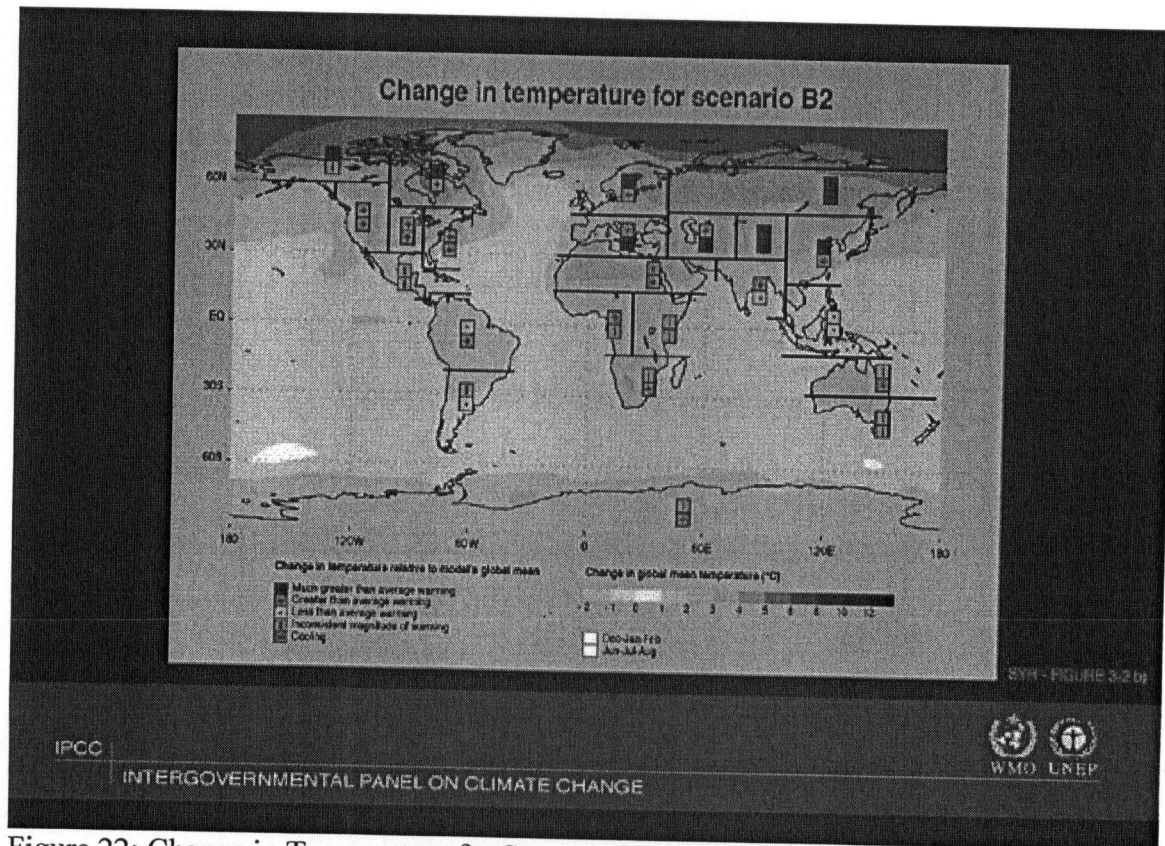 Change in temperature for scenario B2
60N
30N
EQ
30S
60S
180
120W
60W
0
60E
120E
180
Change in temperature relative to model's global mean
Much greater than average warming
Greater than average warming
Less than average warming
Inconsistent magnitude of warming
Cooling
Change in global mean temperature (°C)
-2 -1 0 1 2 3 4 5 6 8 10 12
Dec-Jan-Feb
Jun-Jul-Aug
SYR - FIGURE 3-2 b
IPCC
INTERGOVERNMENTAL PANEL ON CLIMATE CHANGE
WMO UNEP
Figure 22: Change in